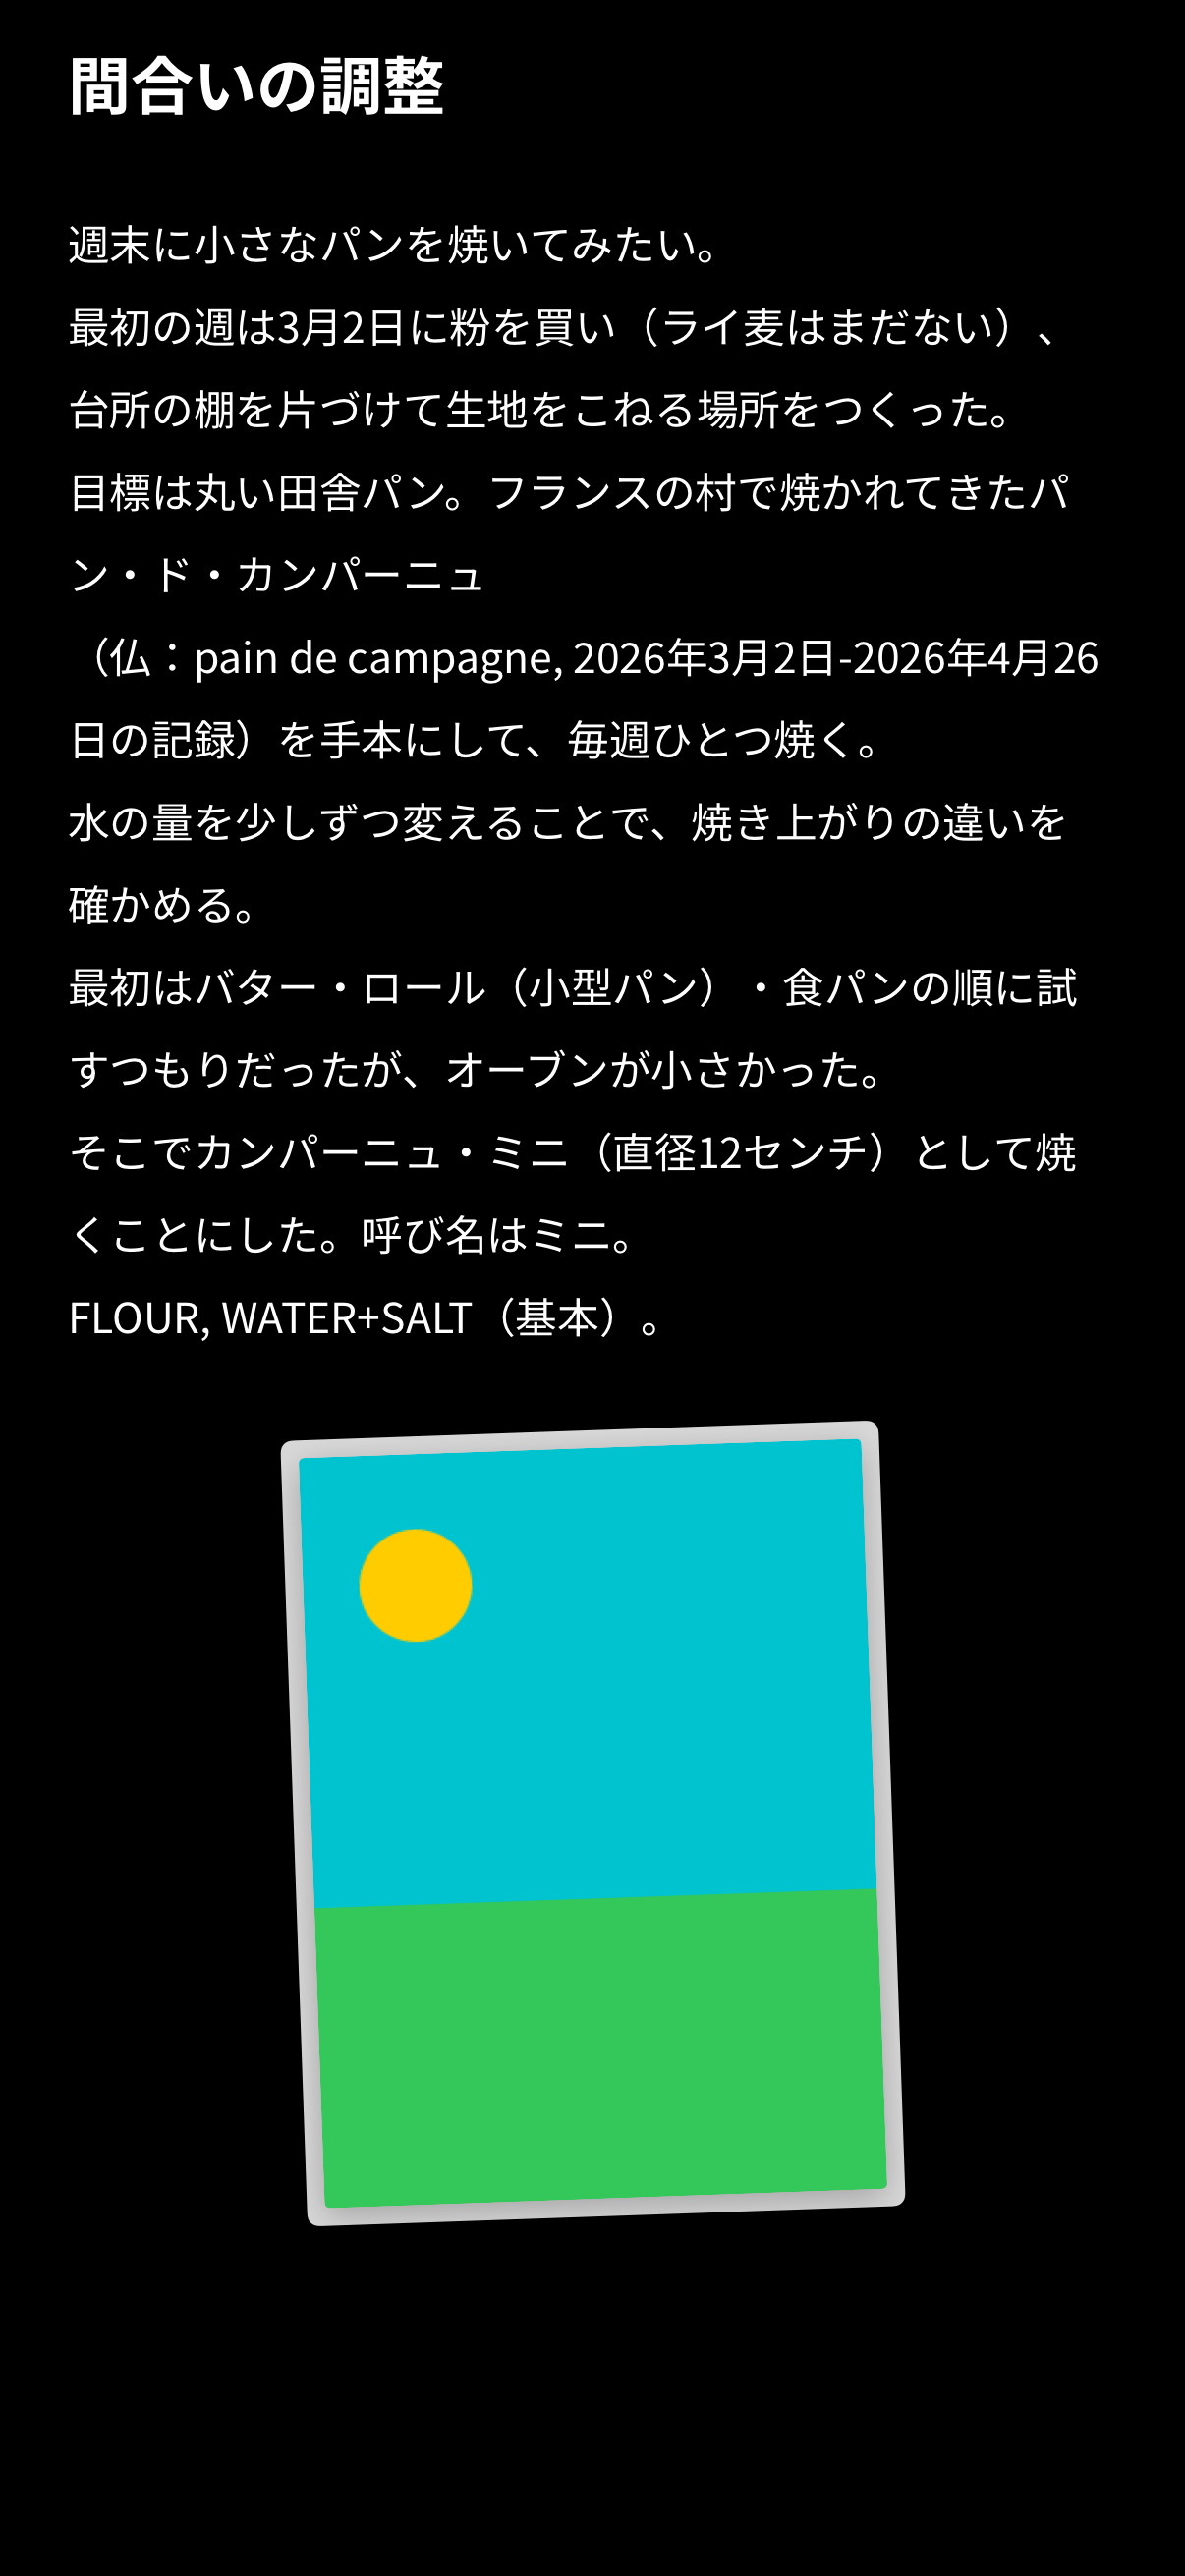 間合いの調整
週末に小さなパンを焼いてみたい。
最初の週は3月2日に粉を買い（ライ麦はまだない）、
台所の棚を片づけて生地をこねる場所をつくった。
目標は丸い田舎パン。フランスの村で焼かれてきたパ
ン・ド・カンパーニュ
（仏：pain de campagne, 2026年3月2日-2026年4月26
日の記録）を手本にして、毎週ひとつ焼く。
水の量を少しずつ変えることで、焼き上がりの違いを
確かめる。
最初はバター・ロール（小型パン）・食パンの順に試
すつもりだったが、オーブンが小さかった。
そこでカンパーニュ・ミニ（直径12センチ）として焼
くことにした。呼び名はミニ。
FLOUR, WATER+SALT（基本）。